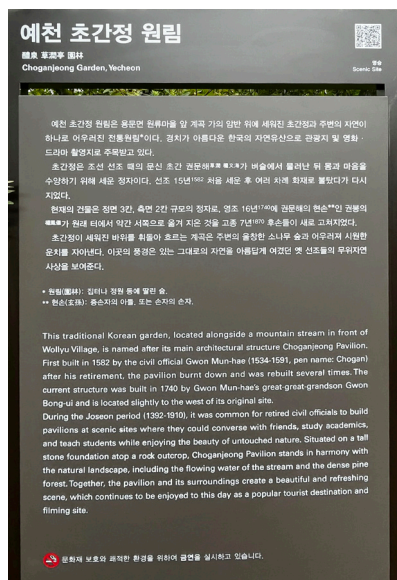 예천 초간정 원림
醴泉 草澗亭 園林
Choganjeong Garden, Yecheon
명승
Scenic Site
예천 초간정 원림은 용문면 원류마을 앞 계곡 가의 암반 위에 세워진 초간정과 주변의 자연이
하나로 어우러진 전통원림*이다. 경치가 아름다운 한국의 자연유산으로 관광지 및 영화·
드라마 촬영지로 주목받고 있다.
초간정은 조선 선조 때의 문신 초간 권문해草澗 權文海가 벼슬에서 물러난 뒤 몸과 마음을
수양하기 위해 세운 정자이다. 선조 15년1582 처음 세운 후 여러 차례 화재로 불탔다가 다시
지었다.
현재의 건물은 정면 3칸, 측면 2칸 규모의 정자로, 영조 16년1740에 권문해의 현손**인 권봉의
가 원래 터에서 약간 서쪽으로 옮겨 지은 것을 고종 7년1870 후손들이 새로 고쳐지었다.
초간정이 세워진 바위를 휘돌아 흐르는 계곡은 주변의 울창한 소나무 숲과 어우러져 시원한
운치를 자아낸다. 이곳의 풍경은 있는 그대로의 자연을 아름답게 여겼던 옛 선조들의 무위자연
사상을 보여준다.
* 원림(園林): 집터나 정원 등에 딸린 숲.
** 현손(玄孫): 증손자의 아들, 또는 손자의 손자.
This traditional Korean garden, located alongside a mountain stream in front of
Wollyu Village, is named after its main architectural structure Choganjeong Pavilion.
First built in 1582 by the civil official Gwon Mun-hae (1534-1591, pen name: Chogan)
after his retirement, the pavilion burnt down and was rebuilt several times. The
current structure was built in 1740 by Gwon Mun-hae's great-great-grandson Gwon
Bong-ui and is located slightly to the west of its original site.
During the Joseon period (1392-1910), it was common for retired civil officials to build
pavilions at scenic sites where they could converse with friends, study academics,
and teach students while enjoying the beauty of untouched nature. Situated on a tall
stone foundation atop a rock outcrop, Choganjeong Pavilion stands in harmony with
the natural landscape, including the flowing water of the stream and the dense pine
forest. Together, the pavilion and its surroundings create a beautiful and refreshing
scene, which continues to be enjoyed to this day as a popular tourist destination and
filming site.
문화재 보호와 쾌적한 환경을 위하여 금연을 실시하고 있습니다.